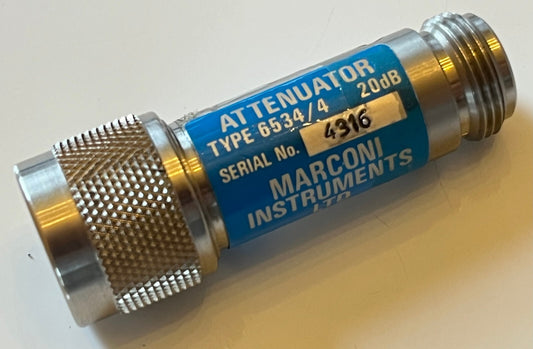 ATTENUATOR
TYPE 6534/4 20dB
SERIAL No. 4316
MARCONI
INSTRUMENTS
LTD